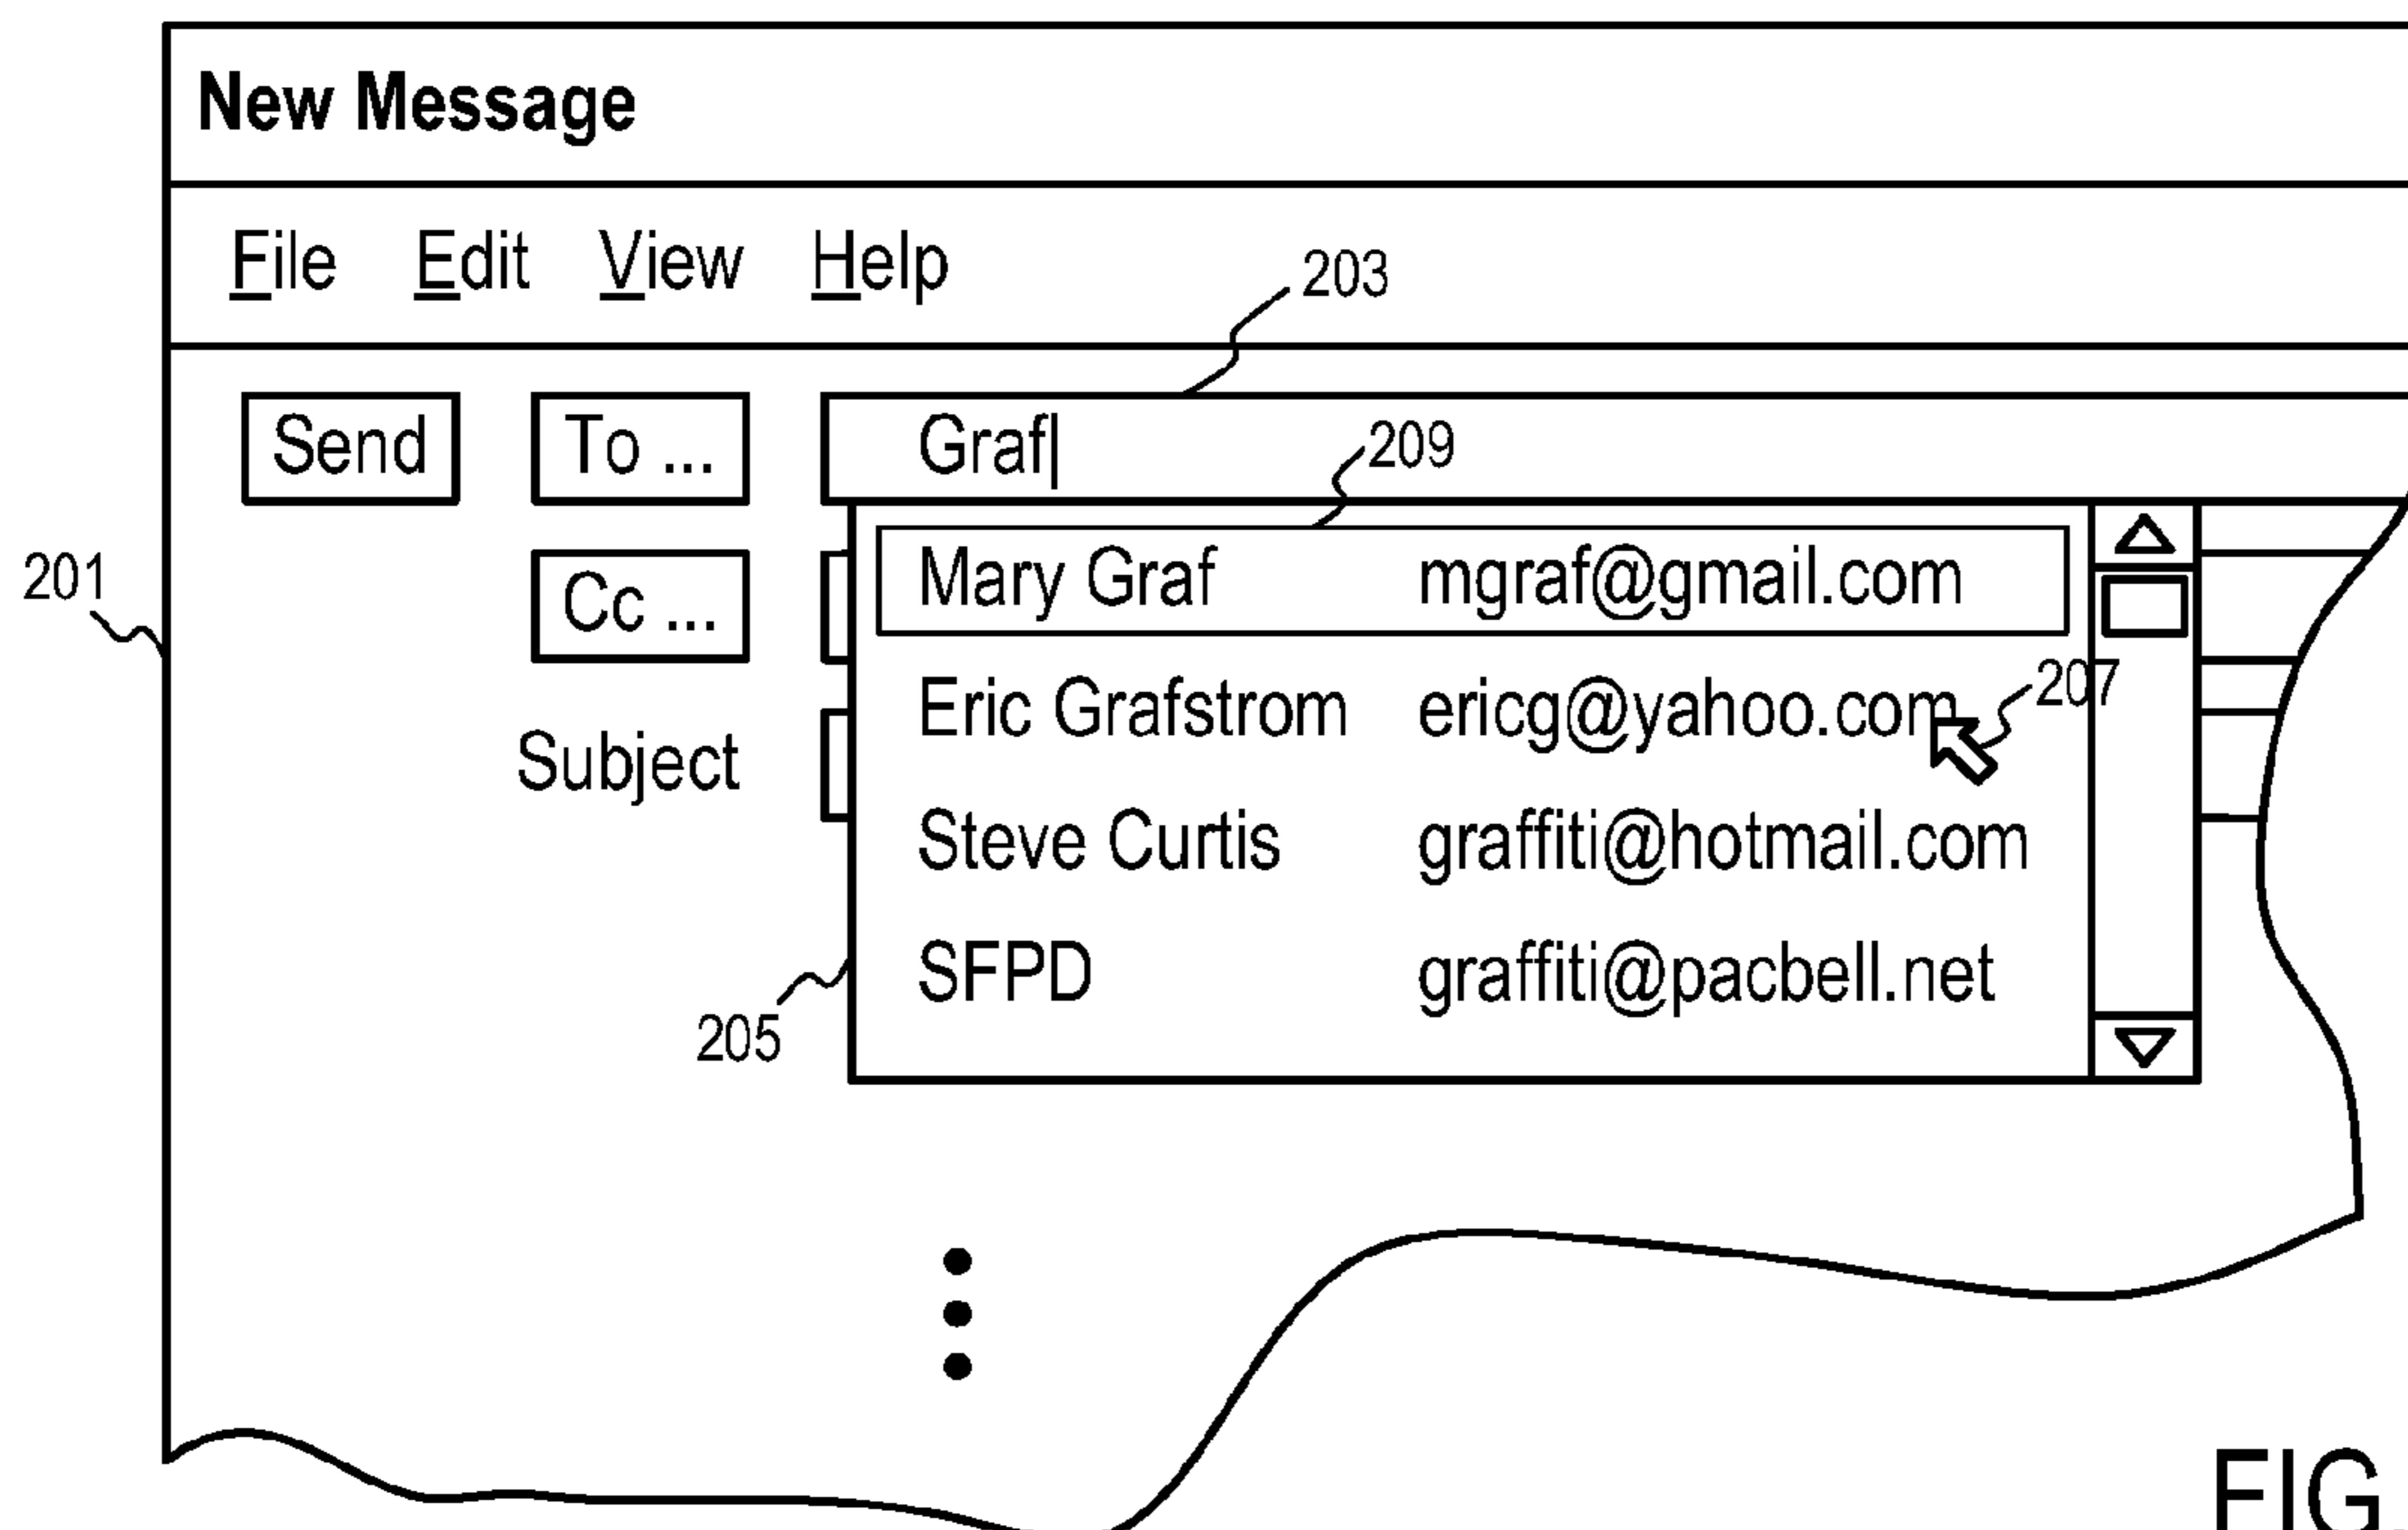 New Message
File Edit View Help
203
Send To ... Graf
209
201
Cc ...
Mary Graf mgraf@gmail.com
Eric Grafstrom ericg@yahoo.com
207
Subject
Steve Curtis graffiti@hotmail.com
SFPD graffiti@pacbell.net
205
FIG.